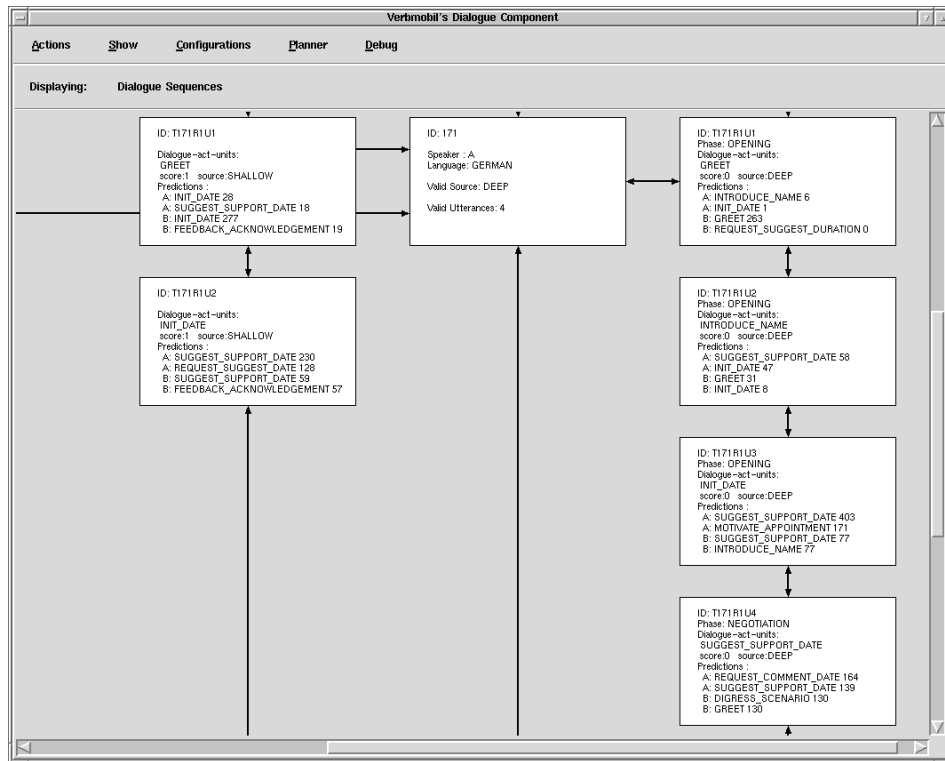 Verbmobil's Dialogue Component
Actions Show Configurations Planner Debug
Displaying: Dialogue Sequences
ID: T171R1U1
Dialogue-act-units:
GREET
score:1 source:SHALLOW
Predictions :
A: INIT_DATE 28
A: SUGGEST_SUPPORT_DATE 18
B: INIT_DATE 277
B: FEEDBACK_ACKNOWLEDGEMENT 19
ID: T171R1U2
Dialogue-act-units:
INIT_DATE
score:1 source:SHALLOW
Predictions :
A: SUGGEST_SUPPORT_DATE 230
A: REQUEST_SUGGEST_DATE 128
B: SUGGEST_SUPPORT_DATE 59
B: FEEDBACK_ACKNOWLEDGEMENT 57
ID: 171
Speaker : A
Language: GERMAN
Valid Source: DEEP
Valid Utterances: 4
ID: T171R1U1
Phase: OPENING
Dialogue-act-units:
GREET
score:0 source:DEEP
Predictions :
A: INTRODUCE_NAME 6
A: INIT_DATE 1
B: GREET 263
B: REQUEST_SUGGEST_DURATION 0
ID: T171R1U2
Phase: OPENING
Dialogue-act-units:
INTRODUCE_NAME
score:0 source:DEEP
Predictions :
A: SUGGEST_SUPPORT_DATE 58
A: INIT_DATE 47
B: GREET 31
B: INIT_DATE 8
ID: T171R1U3
Phase: OPENING
Dialogue-act-units:
INIT_DATE
score:0 source:DEEP
Predictions :
A: SUGGEST_SUPPORT_DATE 403
A: MOTIVATE_APPOINTMENT 171
B: SUGGEST_SUPPORT_DATE 77
B: INTRODUCE_NAME 77
ID: T171R1U4
Phase: NEGOTIATION
Dialogue-act-units:
SUGGEST_SUPPORT_DATE
score:0 source:DEEP
Predictions :
A: REQUEST_COMMENT_DATE 164
A: SUGGEST_SUPPORT_DATE 139
B: DIGRESS_SCENARIO 130
B: GREET 130